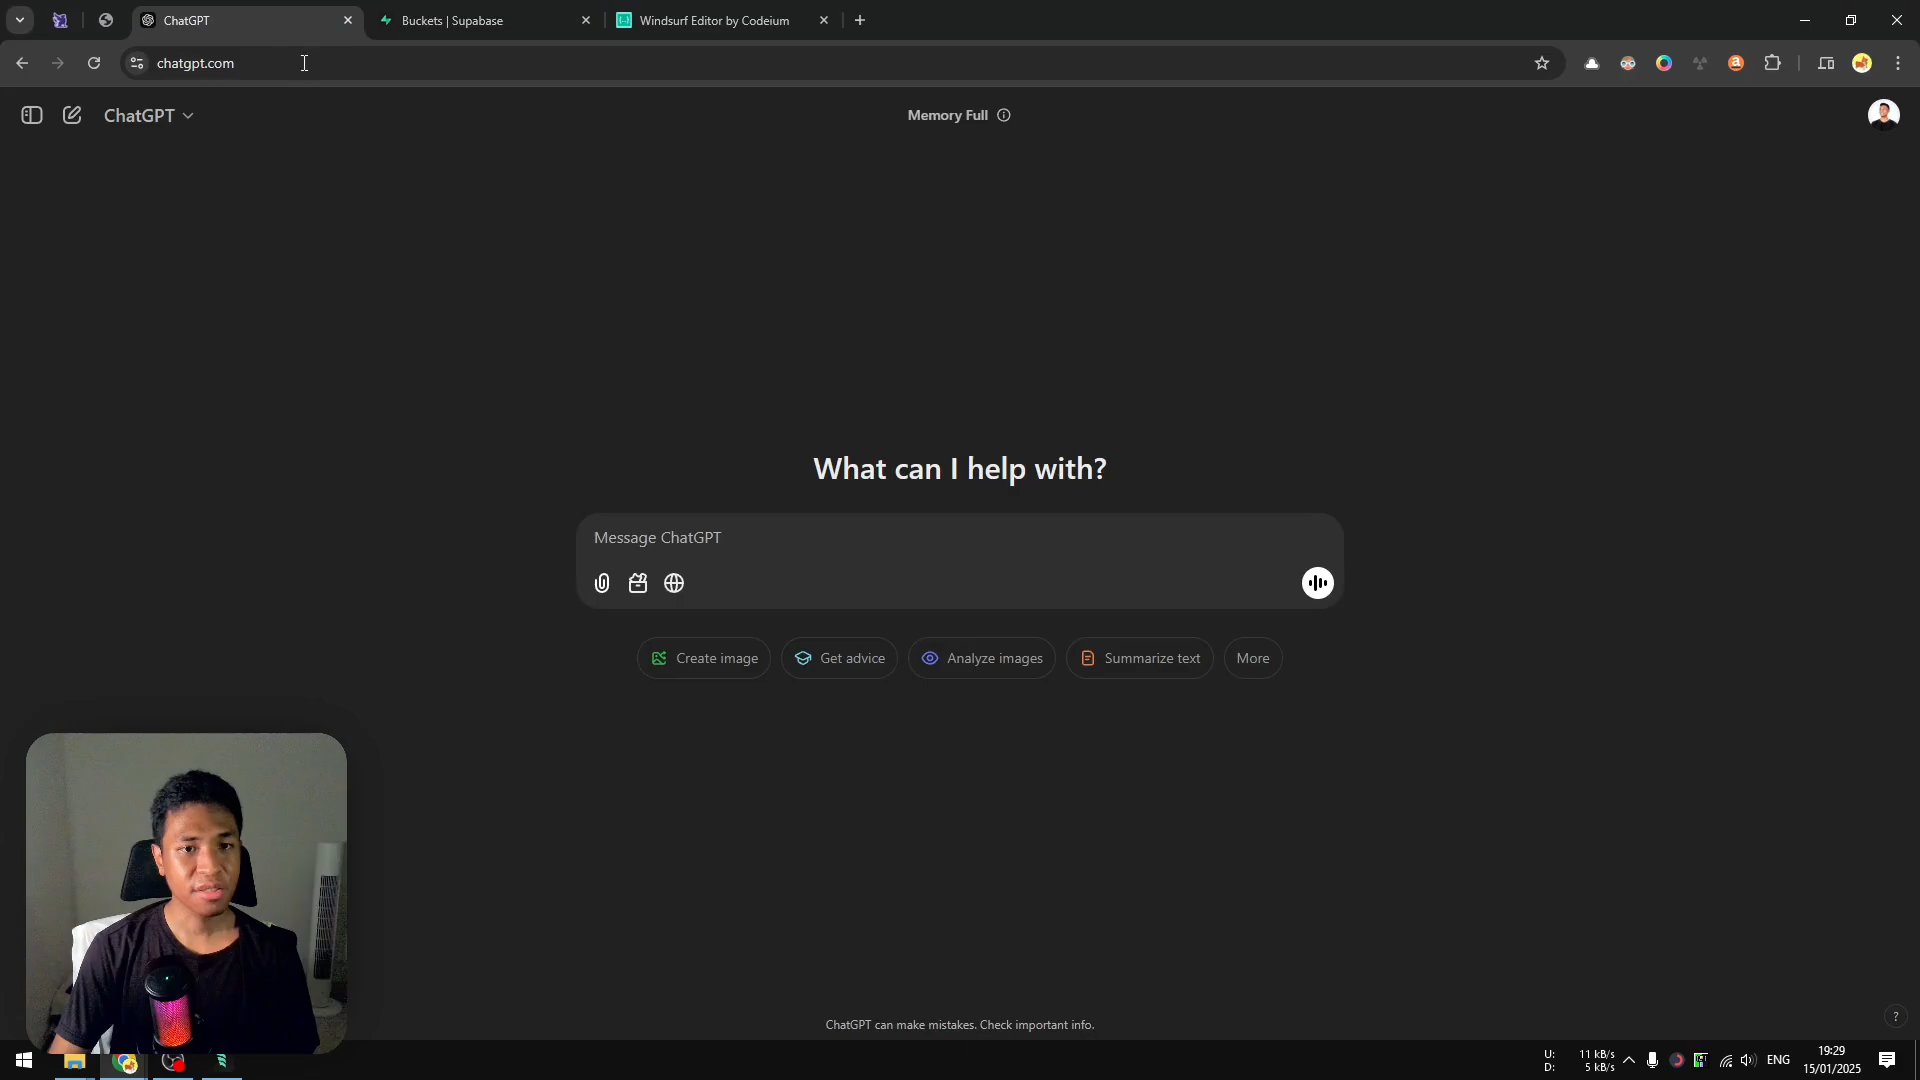 ChatGPT
Buckets | Supabase
Windsurf Editor by Codeium
chatgpt.com
ChatGPT
Memory Full
What can I help with?
Message ChatGPT
Create image
Get advice
Analyze images
Summarize text
More
ChatGPT can make mistakes. Check important info.
?
U: 11 kB/s
D: 5 kB/s
ENG
19:29
15/01/2025